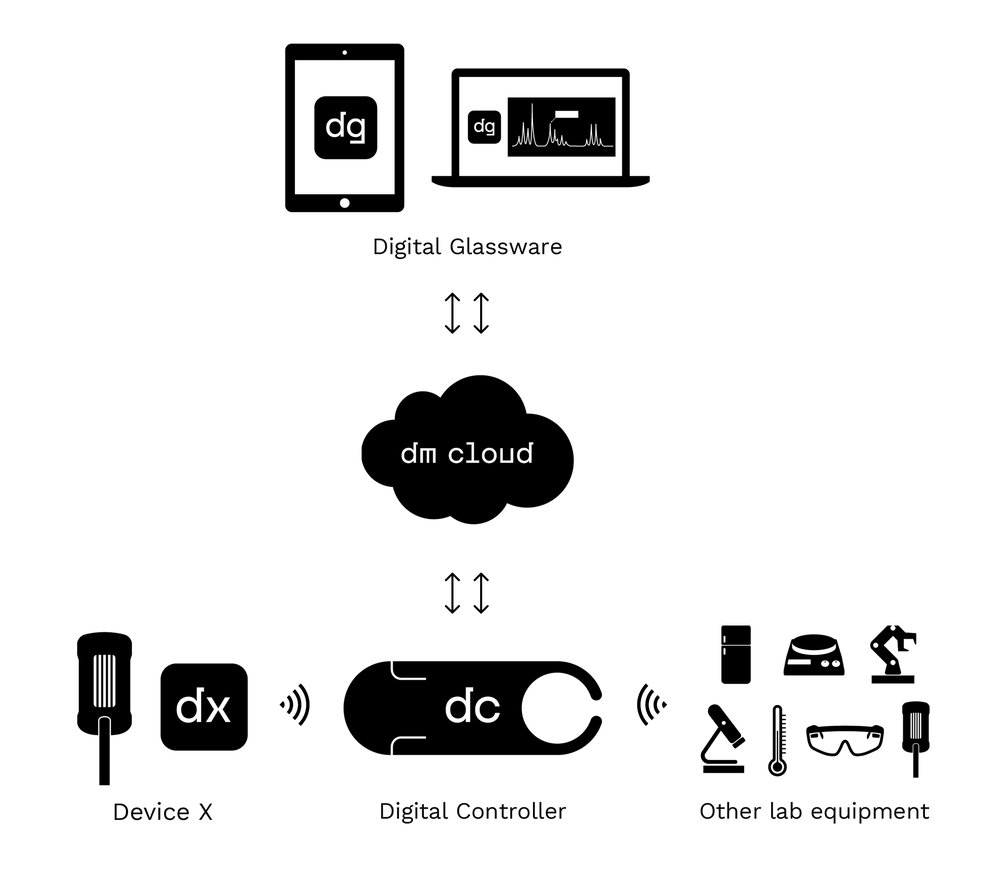 dg
dg
Digital Glassware
dm cloud
dx
dc
Device X
Digital Controller
Other lab equipment